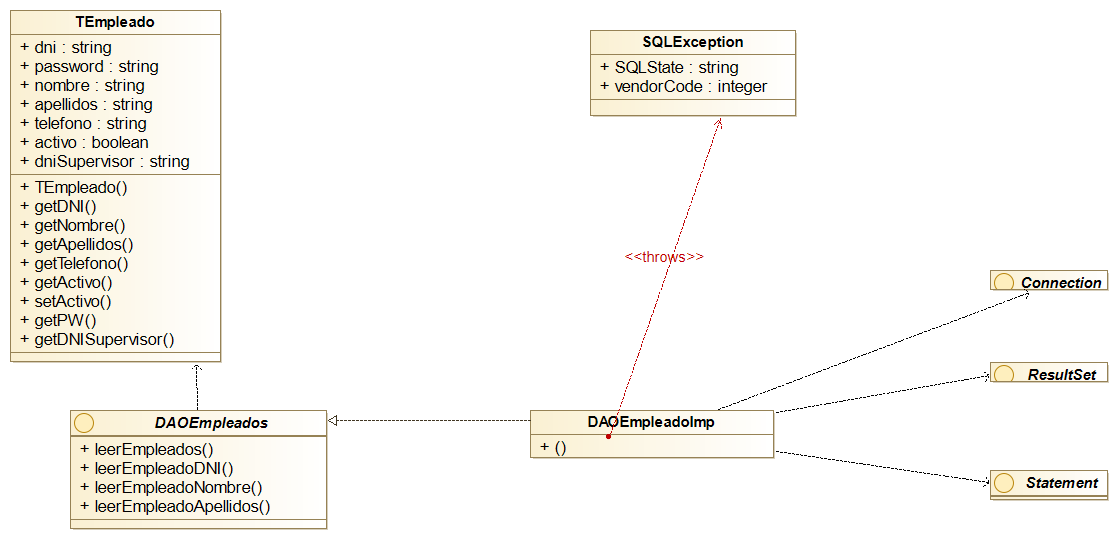 TEmpleado
+ dni : string
+ password : string
+ nombre : string
+ apellidos : string
+ telefono : string
+ activo : boolean
+ dniSupervisor : string
+ TEmpleado()
+ getDNI()
+ getNombre()
+ getApellidos()
+ getTelefono()
+ getActivo()
+ setActivo()
+ getPW()
+ getDNISupervisor()
SQLException
+ SQLState : string
+ vendorCode : integer
<<throws>>
Connection
ResultSet
Statement
DAOEmpleados
+ leerEmpleados()
+ leerEmpleadoDNI()
+ leerEmpleadoNombre()
+ leerEmpleadoApellidos()
DAOEmpleadoImp
+ ()